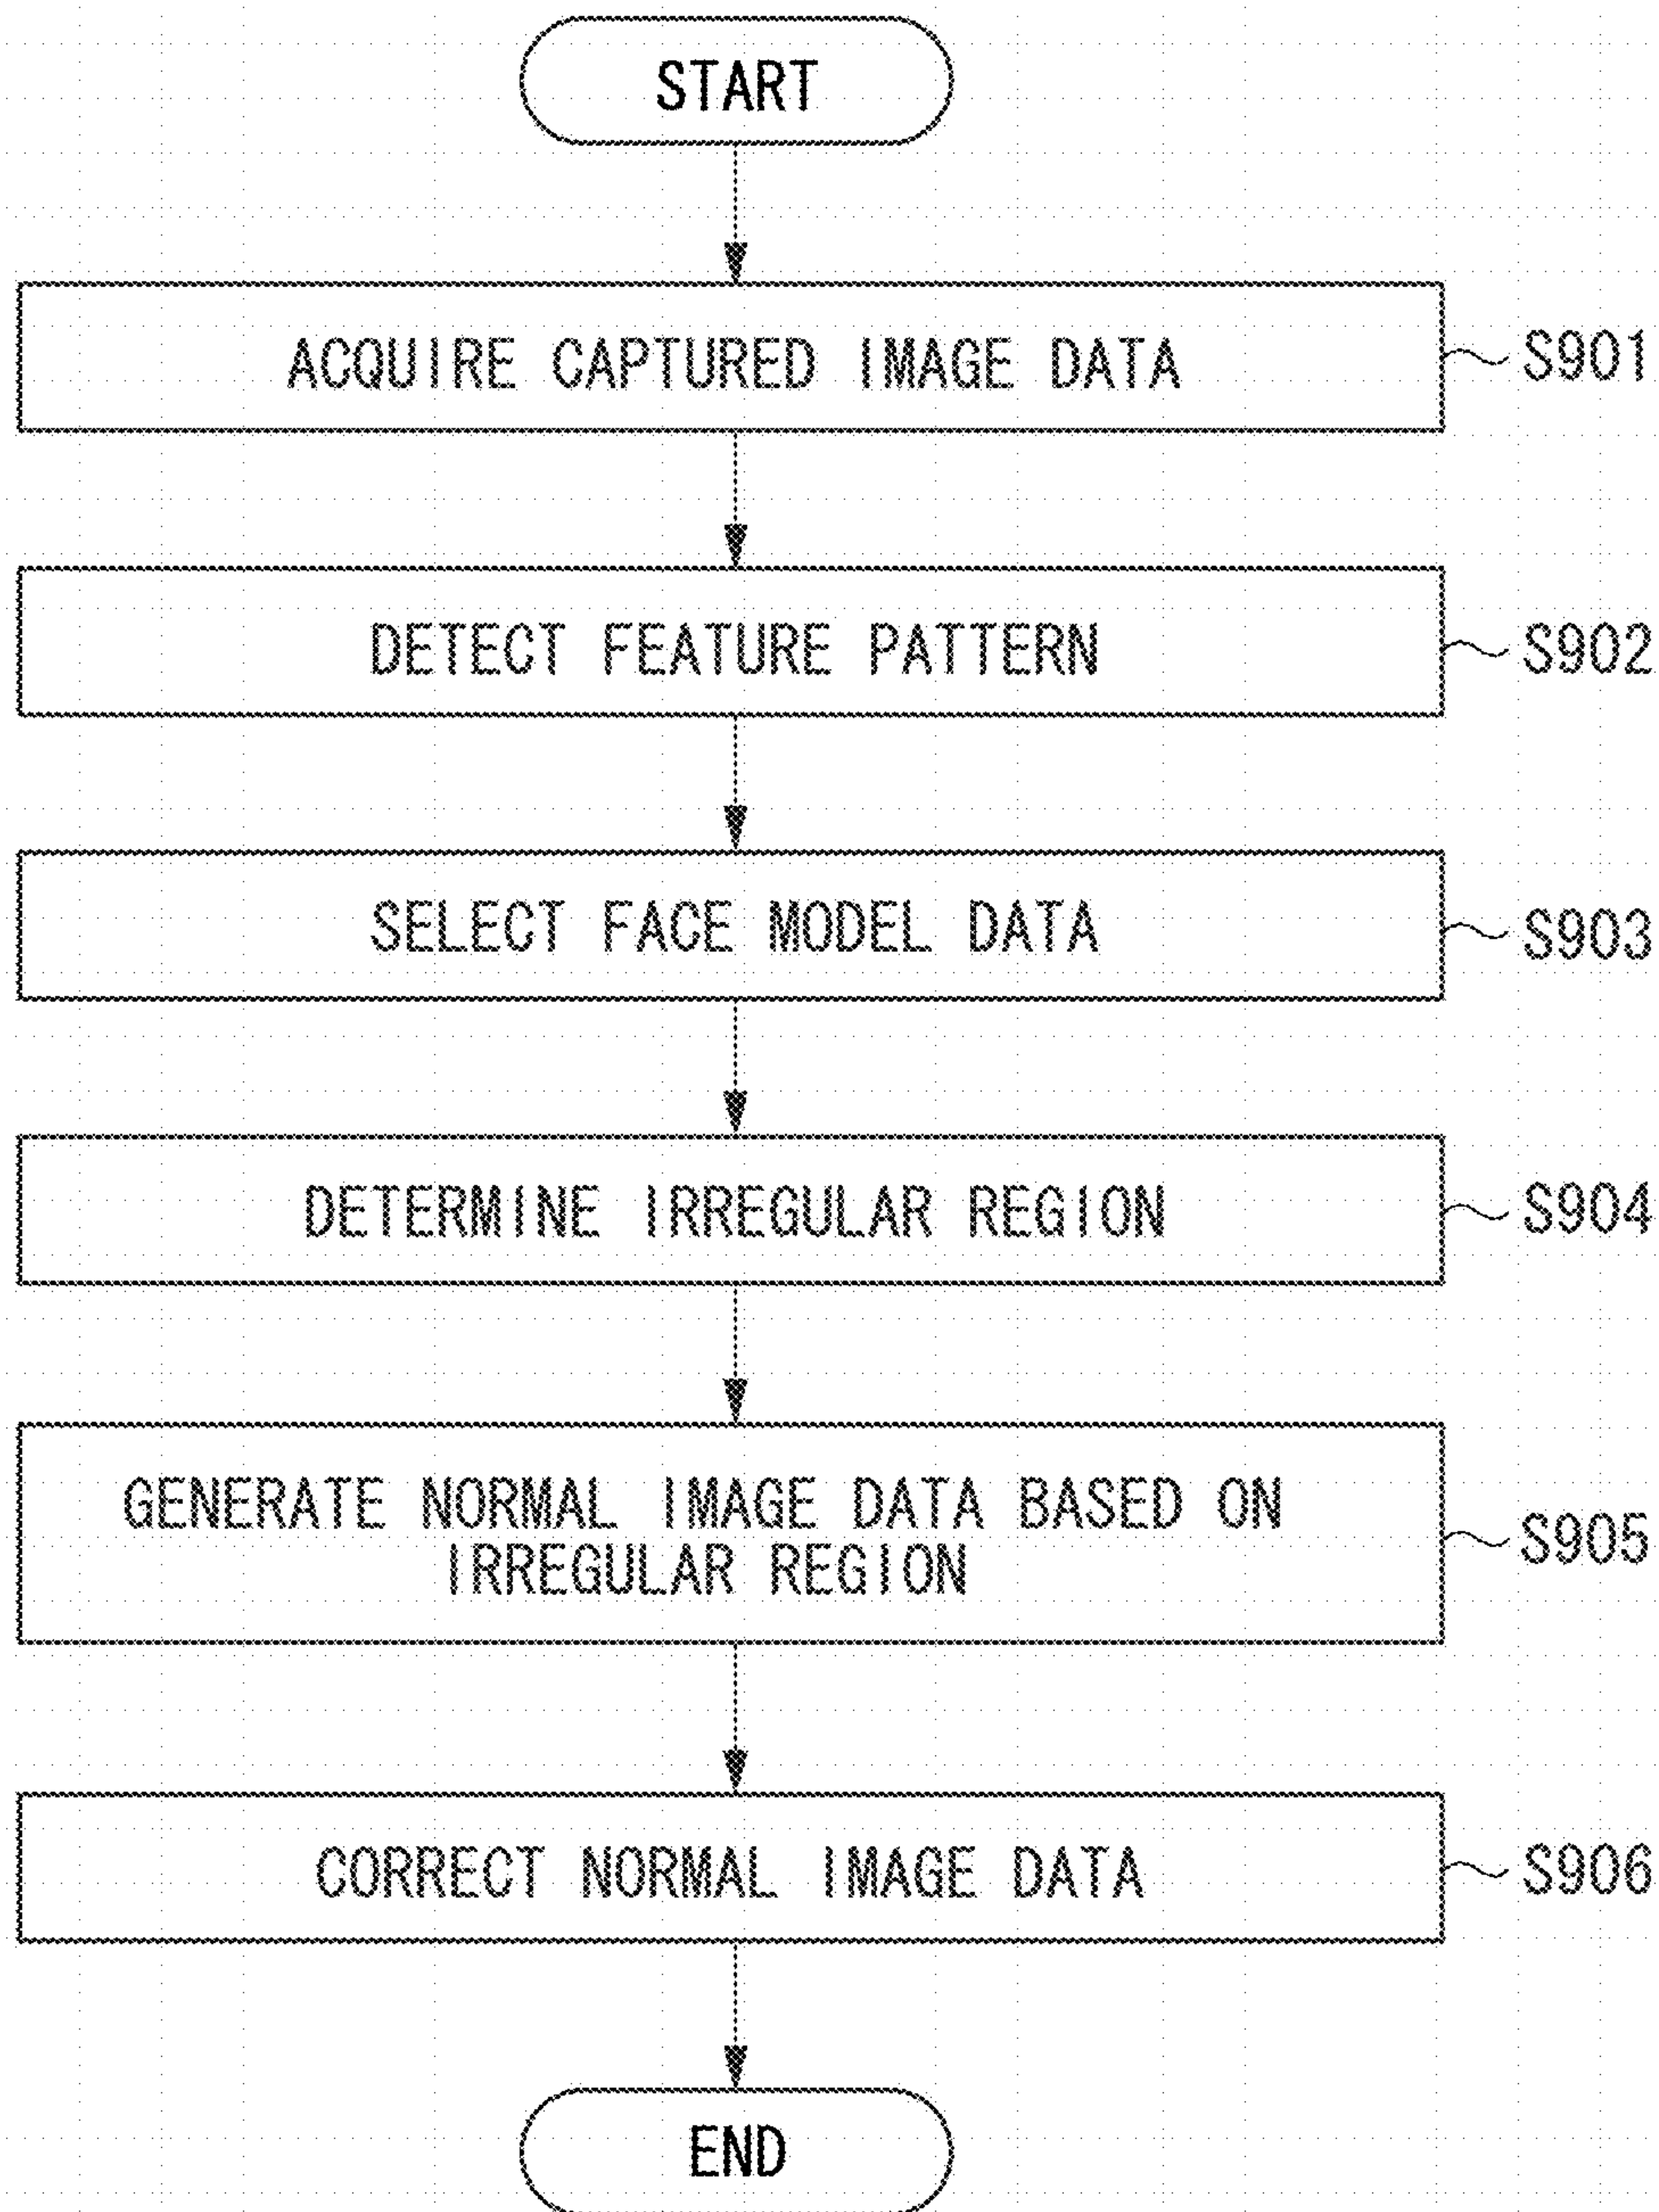 START
ACQUIRE CAPTURED IMAGE DATA
S901
DETECT FEATURE PATTERN
S902
SELECT FACE MODEL DATA
S903
DETERMINE IRREGULAR REGION
S904
GENERATE NORMAL IMAGE DATA BASED ON
IRREGULAR REGION
S905
CORRECT NORMAL IMAGE DATA
S906
END